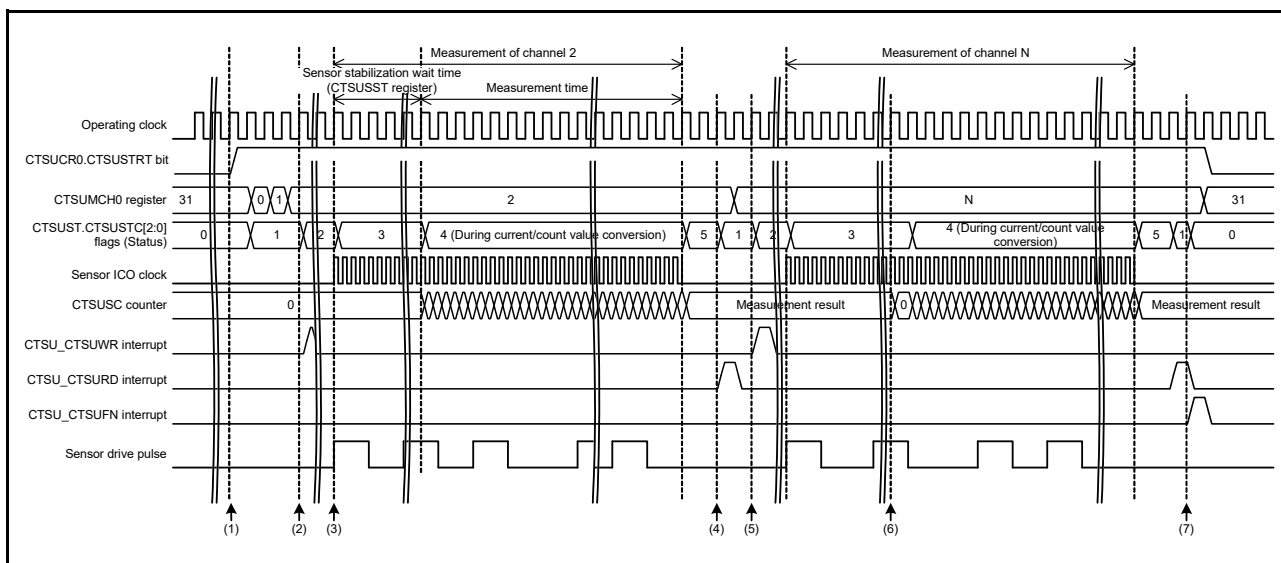 Measurement of channel 2
Measurement of channel N
Sensor stabilization wait time
(CTSUSST register)
Measurement time
Operating clock
CTSUCR0.CTSUSTRT bit
CTSUMCH0 register 31 0 1 2 N 31
CTSUST.CTSUSTC[2:0]
flags (Status)
0 1 2 3 4 (During current/count value conversion) 5 1 2 3 4 (During current/count value
conversion) 5 1 0
Sensor ICO clock
CTSUSC counter 0 Measurement result 0 Measurement result
CTSU_CTSUWR interrupt
CTSU_CTSURD interrupt
CTSU_CTSUFN interrupt
Sensor drive pulse
(1) (2) (3) (4) (5) (6) (7)